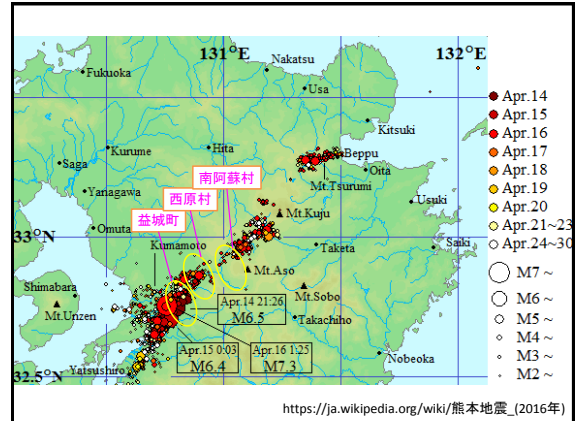 131°E
132°E
Nakatsu
Fukuoka
Usa
Apr.14
Apr.15
Kitsuki
Apr.16
Kurume
Hita
Beppu
Apr.17
Saga
南阿蘇村
Oita
Apr.18
Mt.Tsurumi
Yanagawa
西原村
Apr.19
Usuki
Apr.20
益城町
Mt.Kuju
Apr.21~23
Omuta
33°N
Kumamoto
Taketa
Saiki
Apr.24~30
Mt.Aso
M7 ~
Shimabara
Mt.Sobo
M6 ~
Mt.Unzen
Apr.14 21:26
M6.5
Takachiho
M5 ~
M4 ~
Apr.15 0:03
M6.4
Apr.16 1:25
M7.3
Nobeoka
M3 ~
Yatsushiro
32.5°N
M2 ~
https://ja.wikipedia.org/wiki/熊本地震_(2016年)